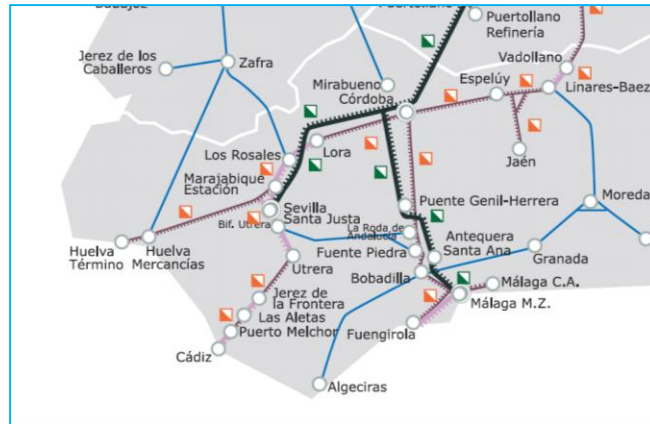 Puertollano
Refinería
Jerez de los
Caballeros
Zafra
Vadollano
Mirabueno
Córdoba
Espelúy
Linares-Baez
Los Rosales
Lora
Jaén
Marajabique
Estación
Sevilla
Santa Justa
Bif. Utrera
Puente Genil-Herrera
Moreda
Huelva
Término
Huelva
Mercancías
La Roda de
Andalucía
Fuente Piedra
Antequera
Santa Ana
Granada
Utrera
Bobadilla
Málaga C.A.
Málaga M.Z.
Jerez de
la Frontera
Las Aletas
Puerto Melchor
Fuengirola
Cádiz
Algeciras